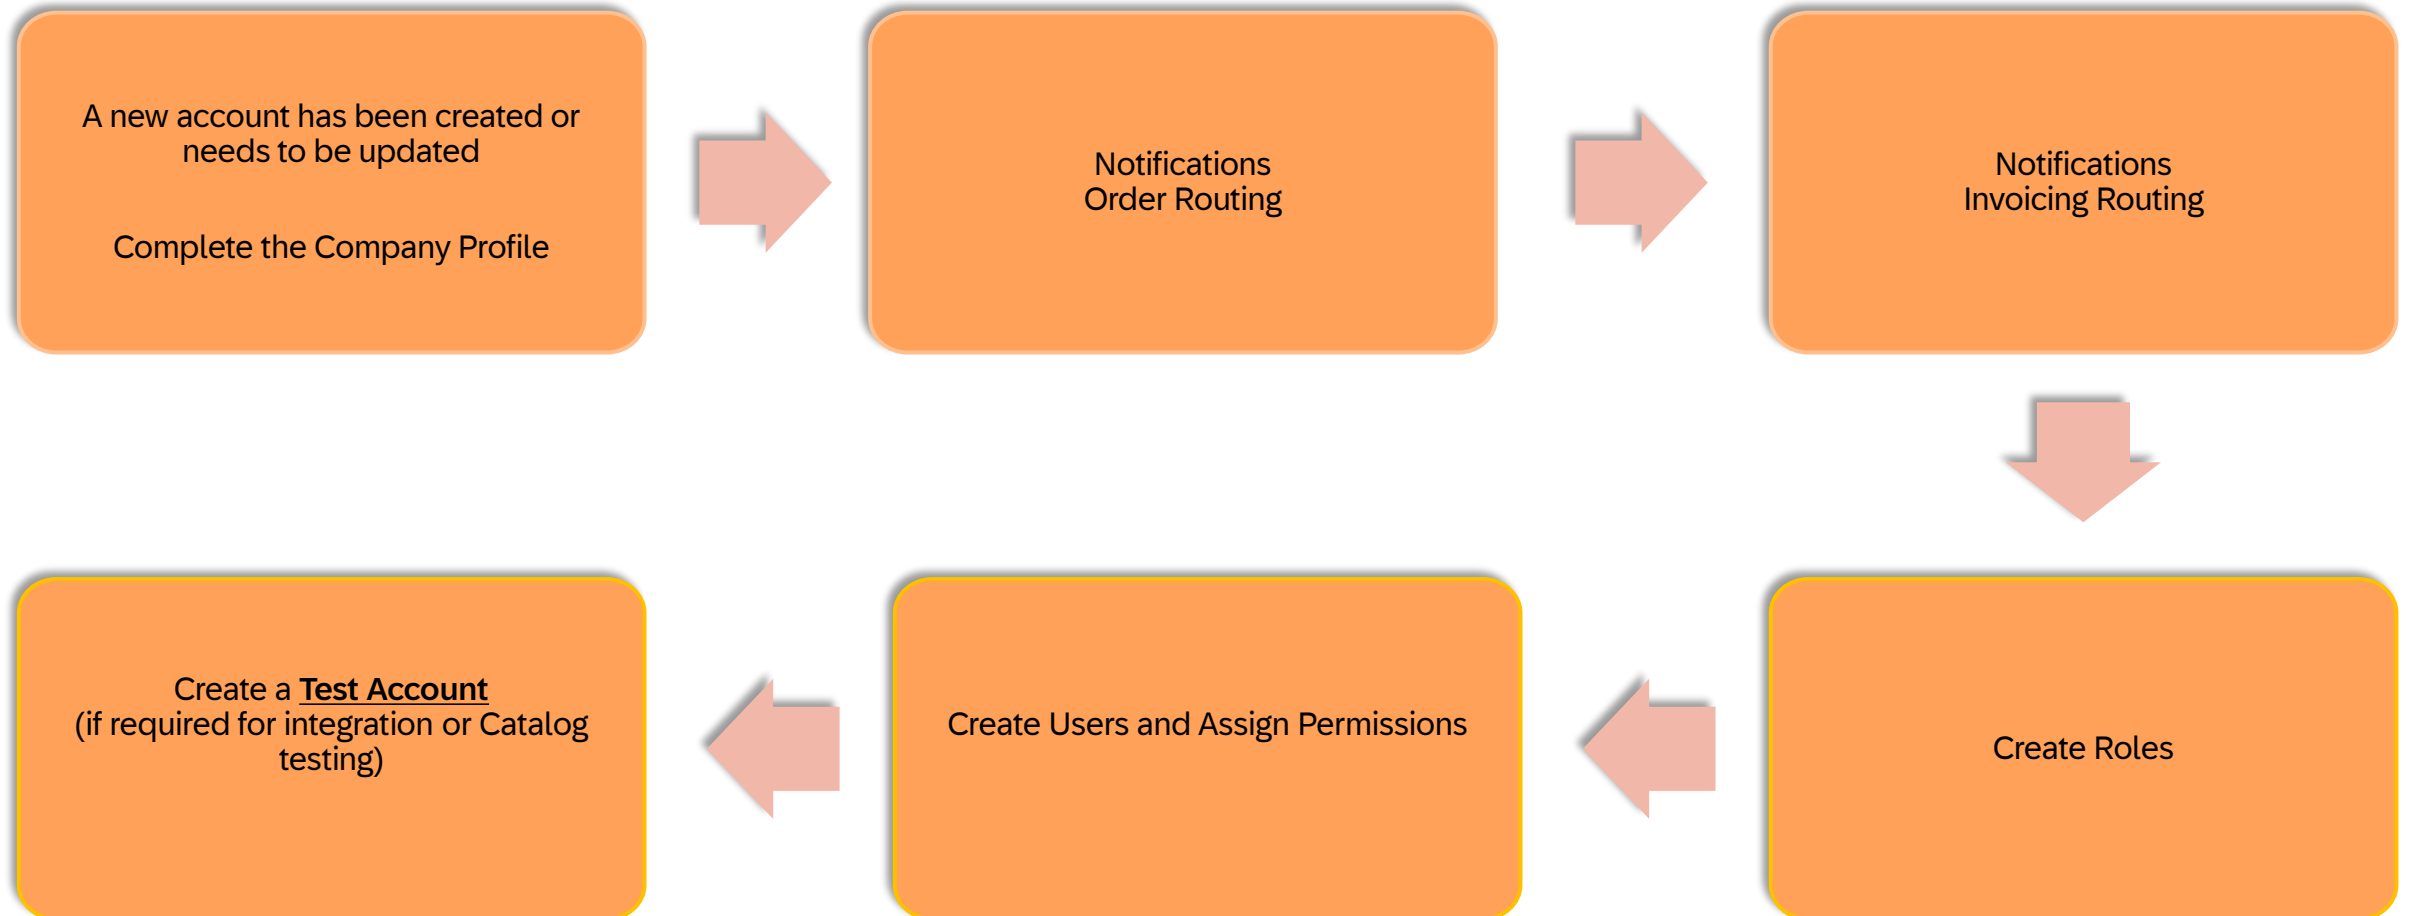 A new account has been created or
needs to be updated
Complete the Company Profile
Notifications
Order Routing
Notifications
Invoicing Routing
Create Roles
Create Users and Assign Permissions
Create a Test Account
(if required for integration or Catalog
testing)